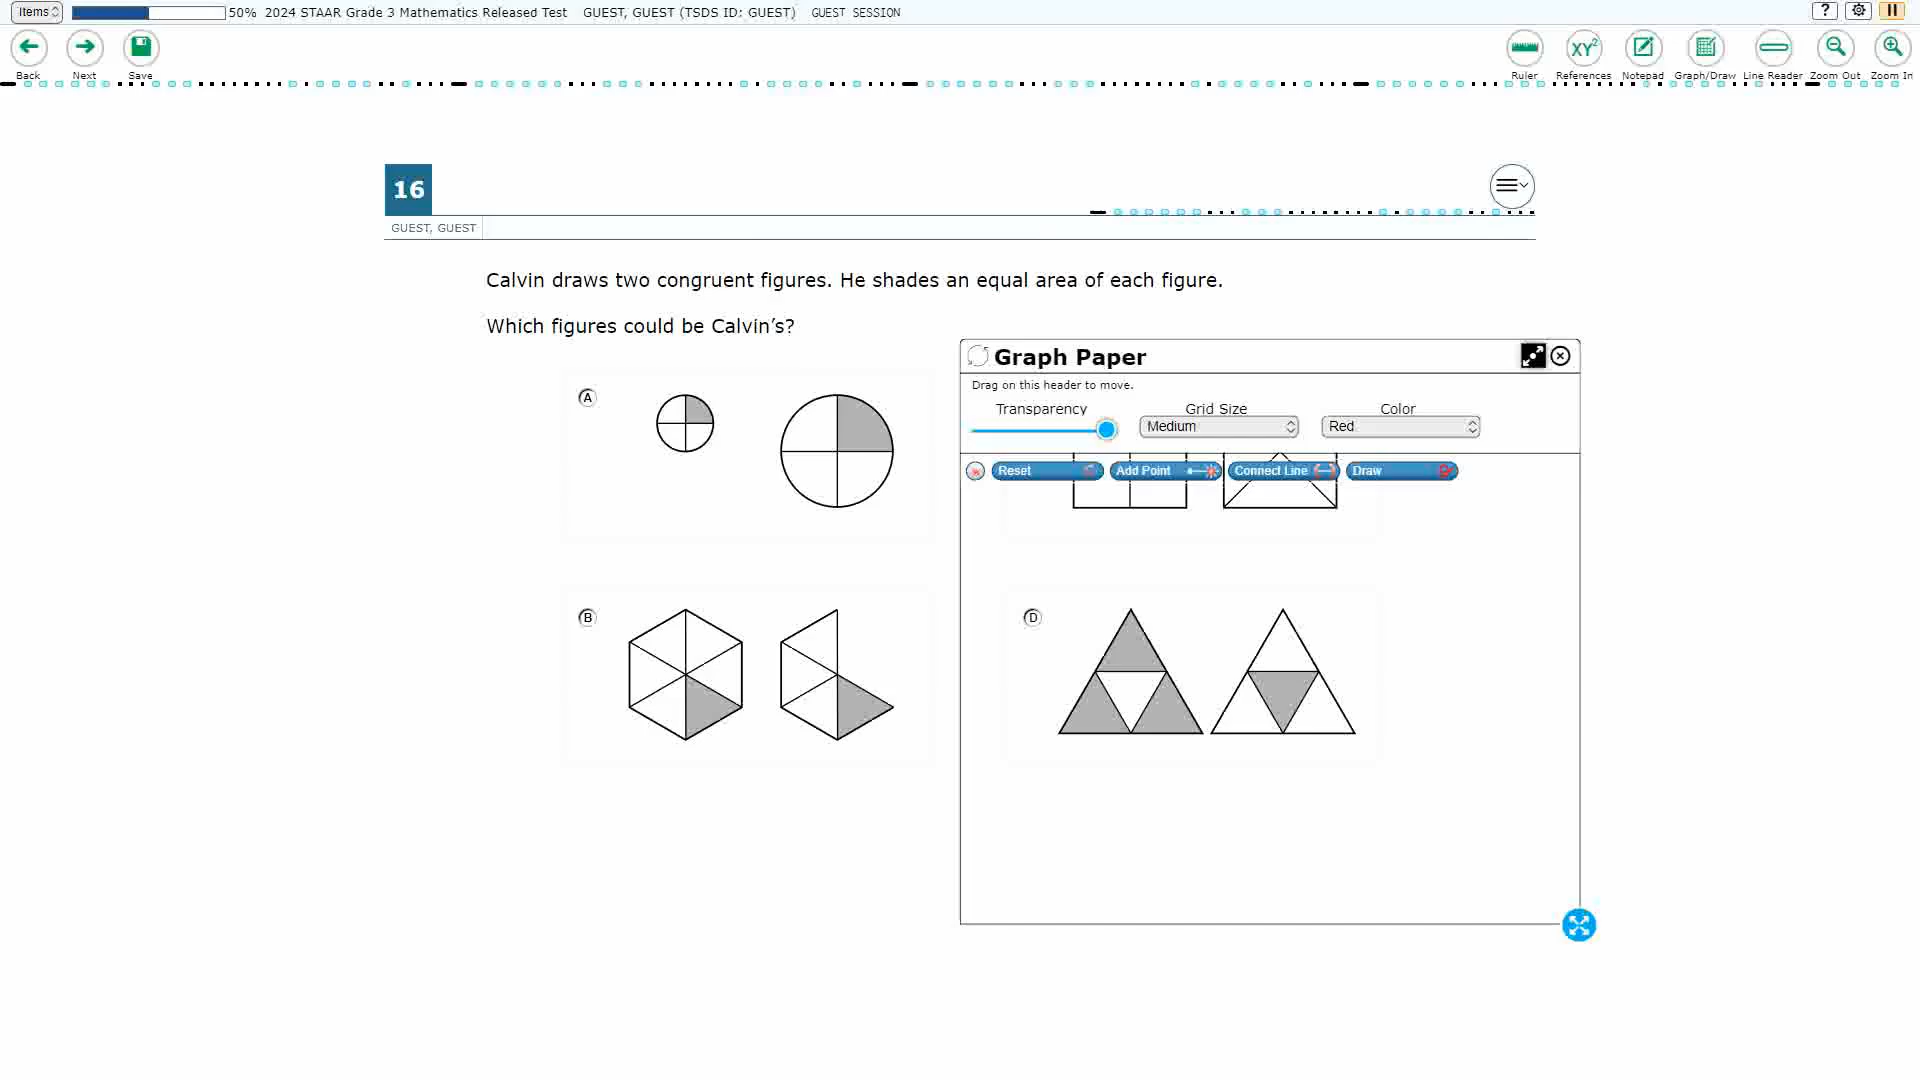 Items
50% 2024 STAAR Grade 3 Mathematics Released Test GUEST, GUEST (TSDS ID: GUEST) GUEST SESSION
?
Back
Next
Save
Ruler
XY2
References
Notepad
Graph/Draw
Line Reader
Zoom Out
Zoom In
16
GUEST, GUEST
Calvin draws two congruent figures. He shades an equal area of each figure.
Which figures could be Calvin's?
A
B
Graph Paper
Drag on this header to move.
Transparency
Grid Size
Color
Medium
Red
Reset
Add Point
Connect Line
Draw
D